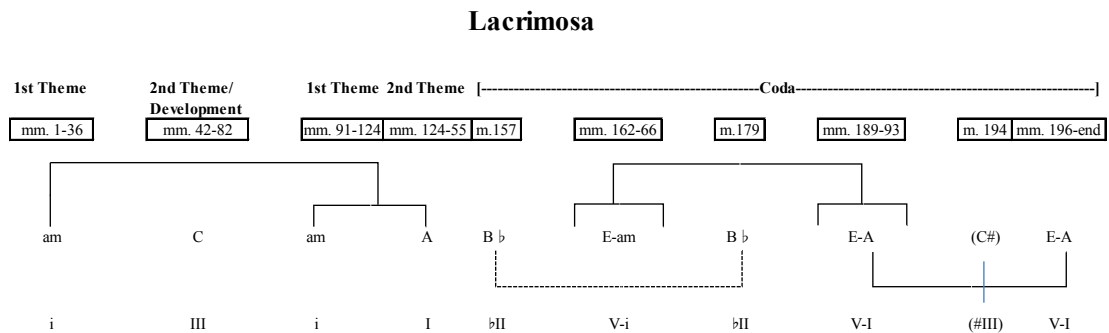 Lacrimosa
1st Theme 2nd Theme/ 1st Theme 2nd Theme [---Coda---]
Development
mm. 1-36 mm. 42-82 mm. 91-124 mm. 124-55 m.157 mm. 162-66 m.179 mm. 189-93 m. 194 mm. 196-end
am C am A B♭ E-am B♭ E-A (C#) E-A
i III i I ♭II V-i ♭II V-I (#III) V-I